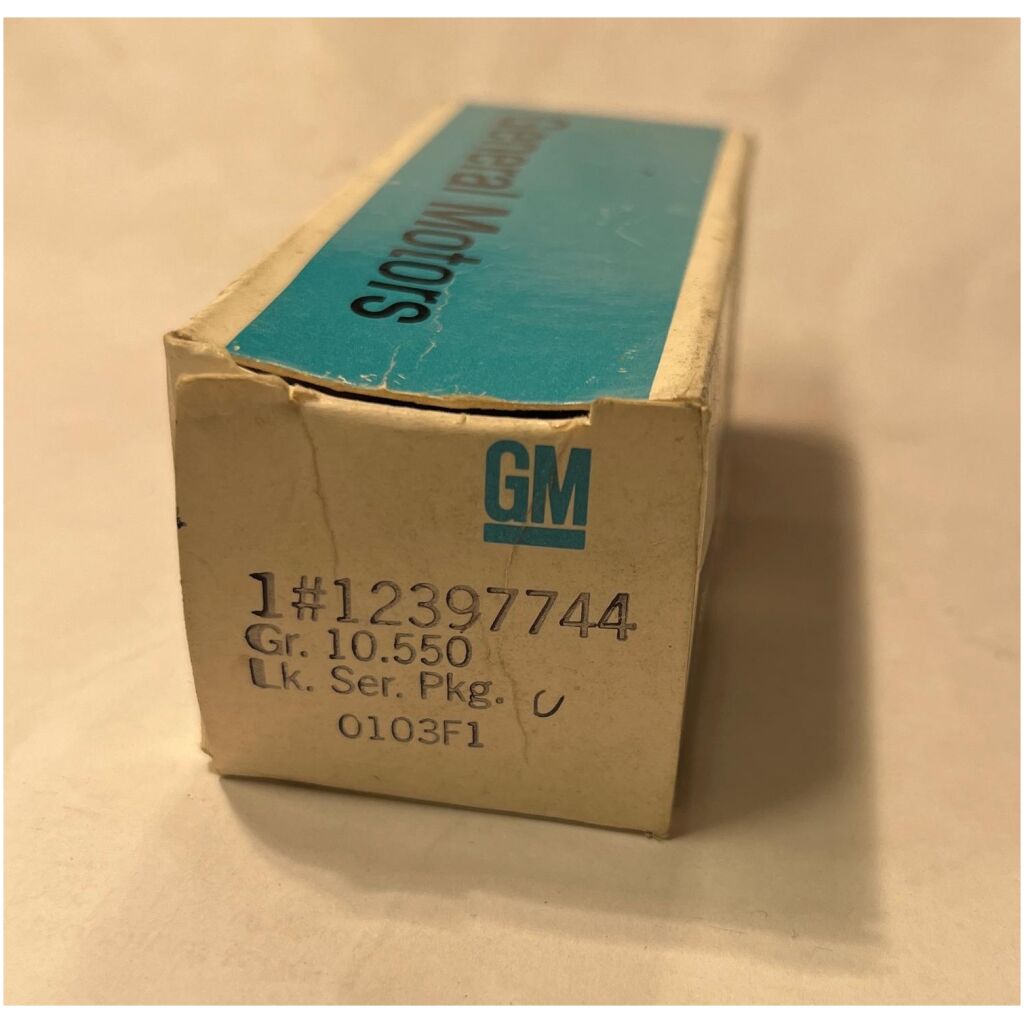 General Motors
GM
1#12397744
Gr. 10.550
Lk. Ser. Pkg. U
0103F1